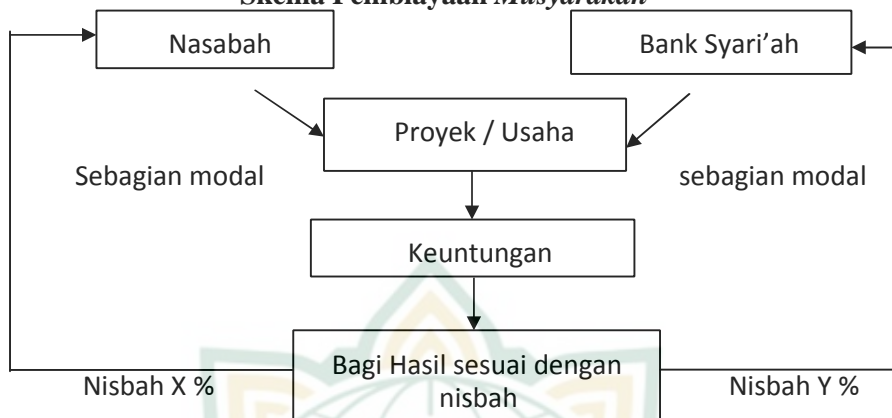 Skema Pembiayaan Musyarakah
Nasabah
Bank Syari’ah
Proyek / Usaha
Sebagian modal
sebagian modal
Keuntungan
Bagi Hasil sesuai dengan
nisbah
Nisbah X %
Nisbah Y %